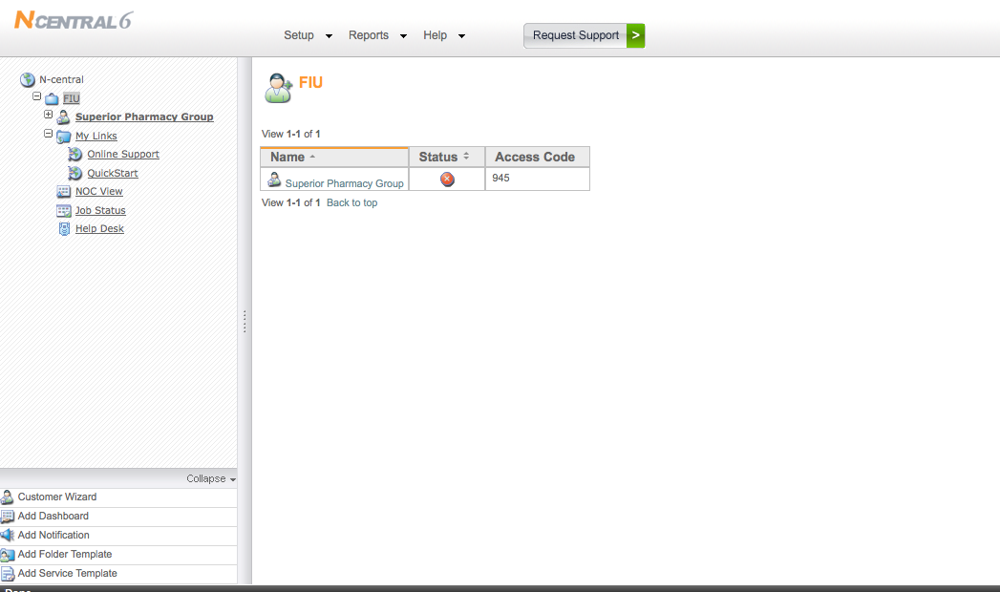 NCENTRAL 6
Setup Reports Help Request Support >
N-central
FIU
Superior Pharmacy Group
My Links
Online Support
QuickStart
NOC View
Job Status
Help Desk
Collapse
Customer Wizard
Add Dashboard
Add Notification
Add Folder Template
Add Service Template
FIU
View 1-1 of 1
Name Status Access Code
Superior Pharmacy Group 945
View 1-1 of 1 Back to top